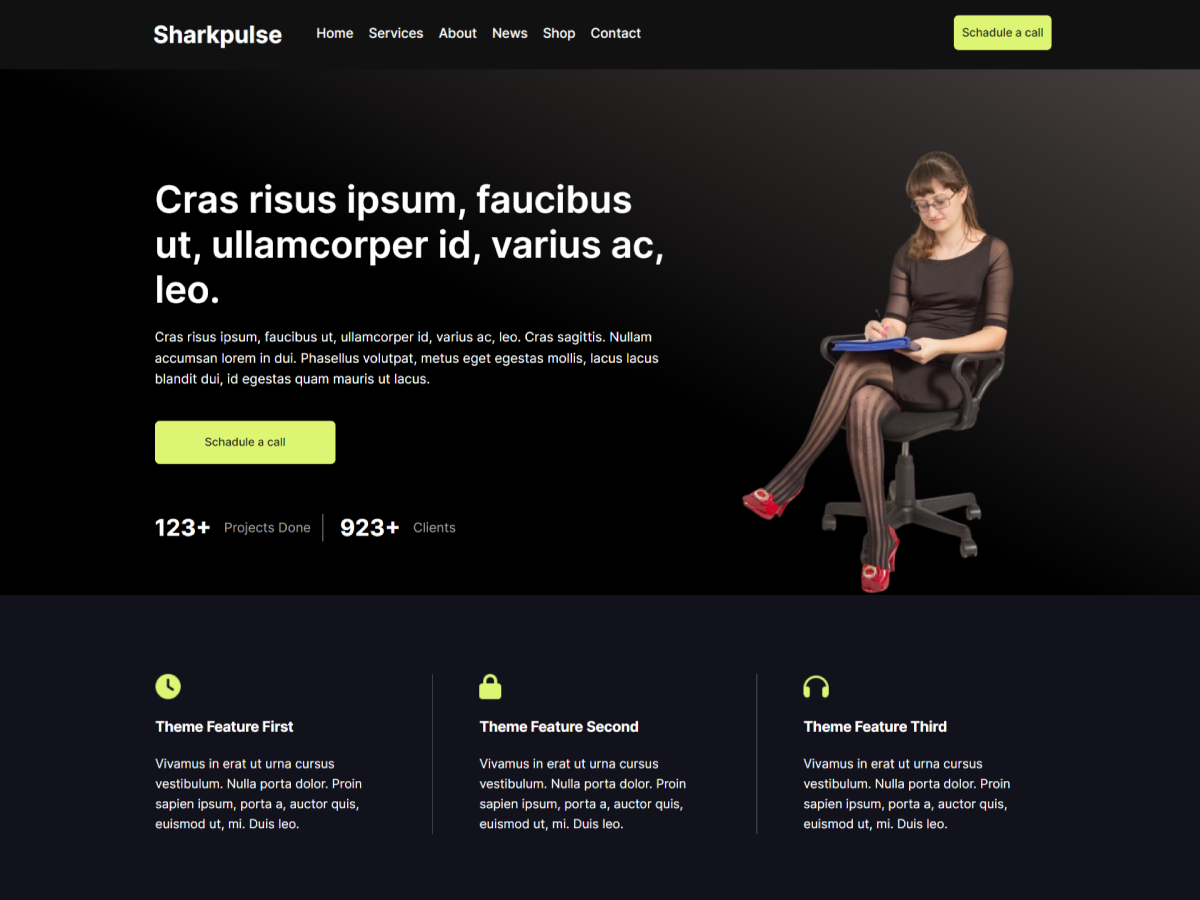 Sharkpulse
Home Services About News Shop Contact
Schadule a call
Cras risus ipsum, faucibus
ut, ullamcorper id, varius ac,
leo.
Cras risus ipsum, faucibus ut, ullamcorper id, varius ac, leo. Cras sagittis. Nullam
accumsan lorem in dui. Phasellus volutpat, metus eget egestas mollis, lacus lacus
blandit dui, id egestas quam mauris ut lacus.
Schadule a call
123+ Projects Done
923+ Clients
Theme Feature First
Vivamus in erat ut urna cursus
vestibulum. Nulla porta dolor. Proin
sapien ipsum, porta a, auctor quis,
euismod ut, mi. Duis leo.
Theme Feature Second
Vivamus in erat ut urna cursus
vestibulum. Nulla porta dolor. Proin
sapien ipsum, porta a, auctor quis,
euismod ut, mi. Duis leo.
Theme Feature Third
Vivamus in erat ut urna cursus
vestibulum. Nulla porta dolor. Proin
sapien ipsum, porta a, auctor quis,
euismod ut, mi. Duis leo.